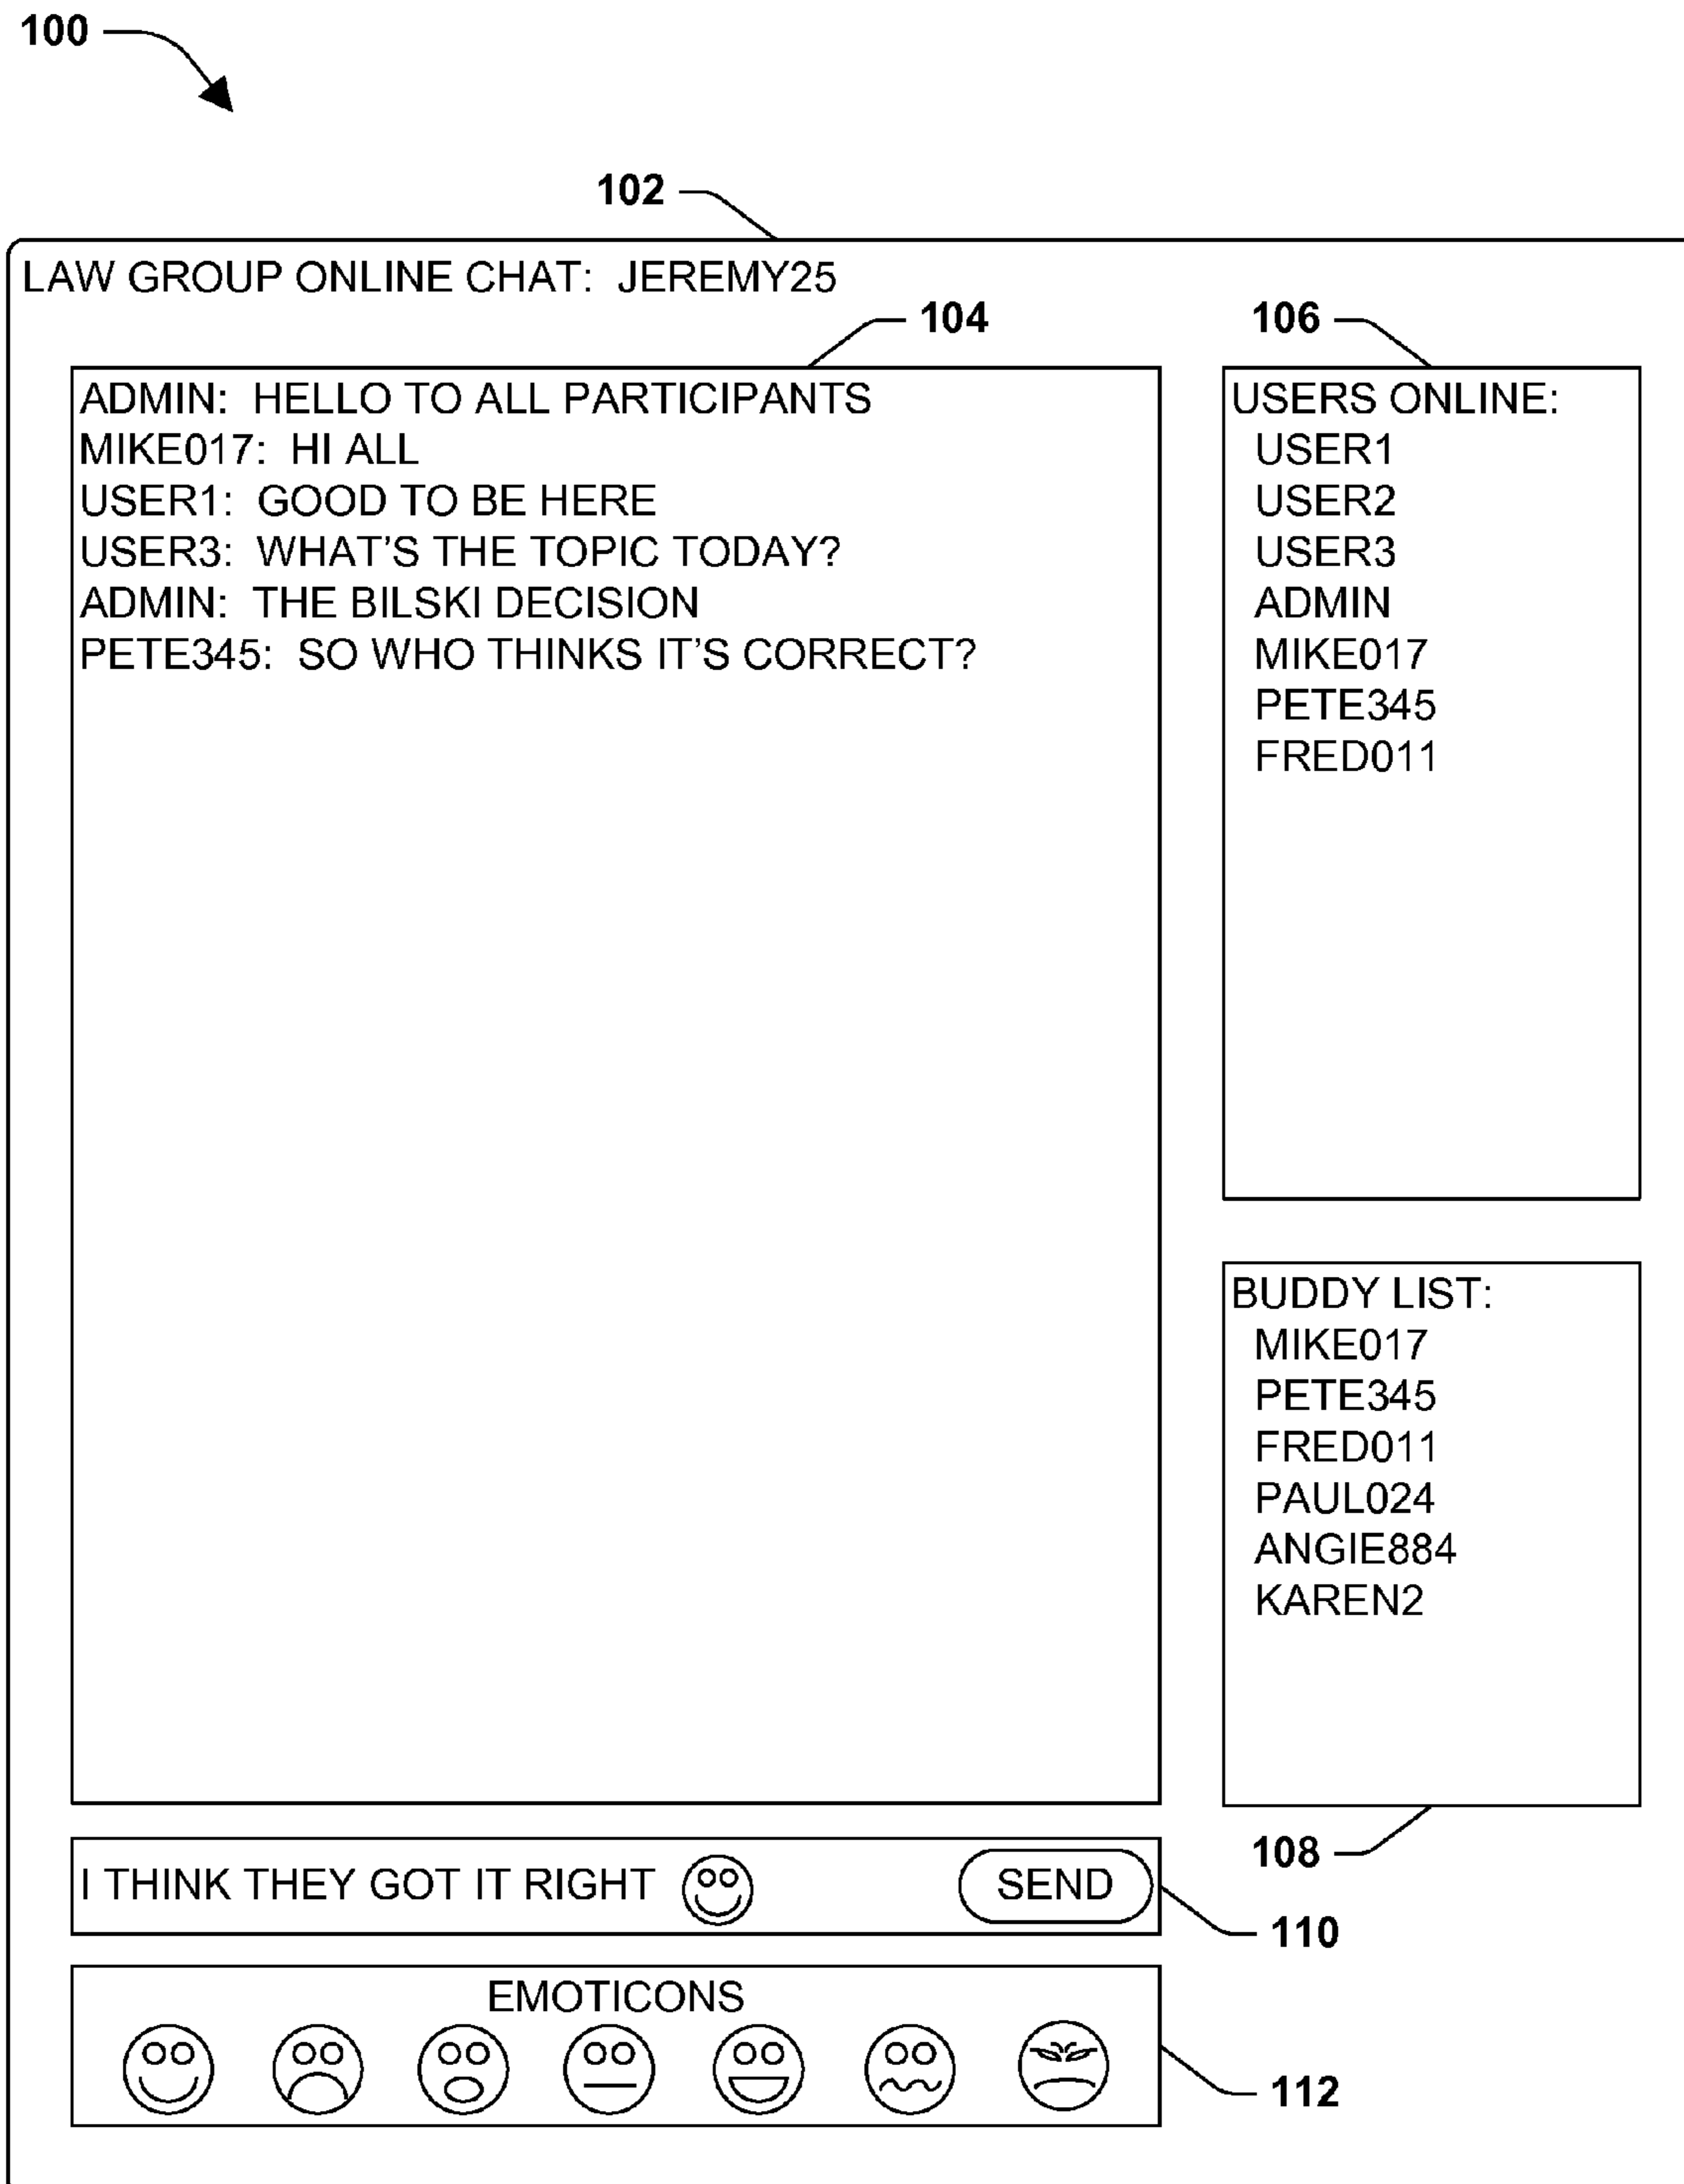 100
102
LAW GROUP ONLINE CHAT: JEREMY25
104
106
ADMIN: HELLO TO ALL PARTICIPANTS
MIKE017: HI ALL
USER1: GOOD TO BE HERE
USER3: WHAT'S THE TOPIC TODAY?
ADMIN: THE BILSKI DECISION
PETE345: SO WHO THINKS IT'S CORRECT?
USERS ONLINE:
USER1
USER2
USER3
ADMIN
MIKE017
PETE345
FRED011
BUDDY LIST:
MIKE017
PETE345
FRED011
PAUL024
ANGIE884
KAREN2
108
I THINK THEY GOT IT RIGHT
SEND
110
EMOTICONS
112